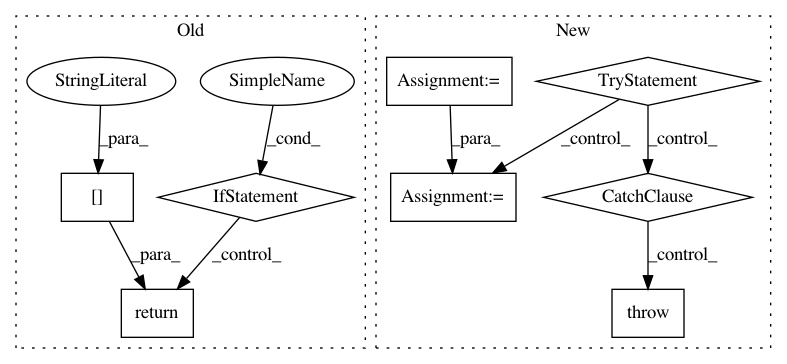 Old
New
StringLiteral
SimpleName
Assignment:=
TryStatement
_para_
_cond_
_para_
_control_
_control_
[]
IfStatement
Assignment:=
CatchClause
_para_
_control_
_control_
return
throw